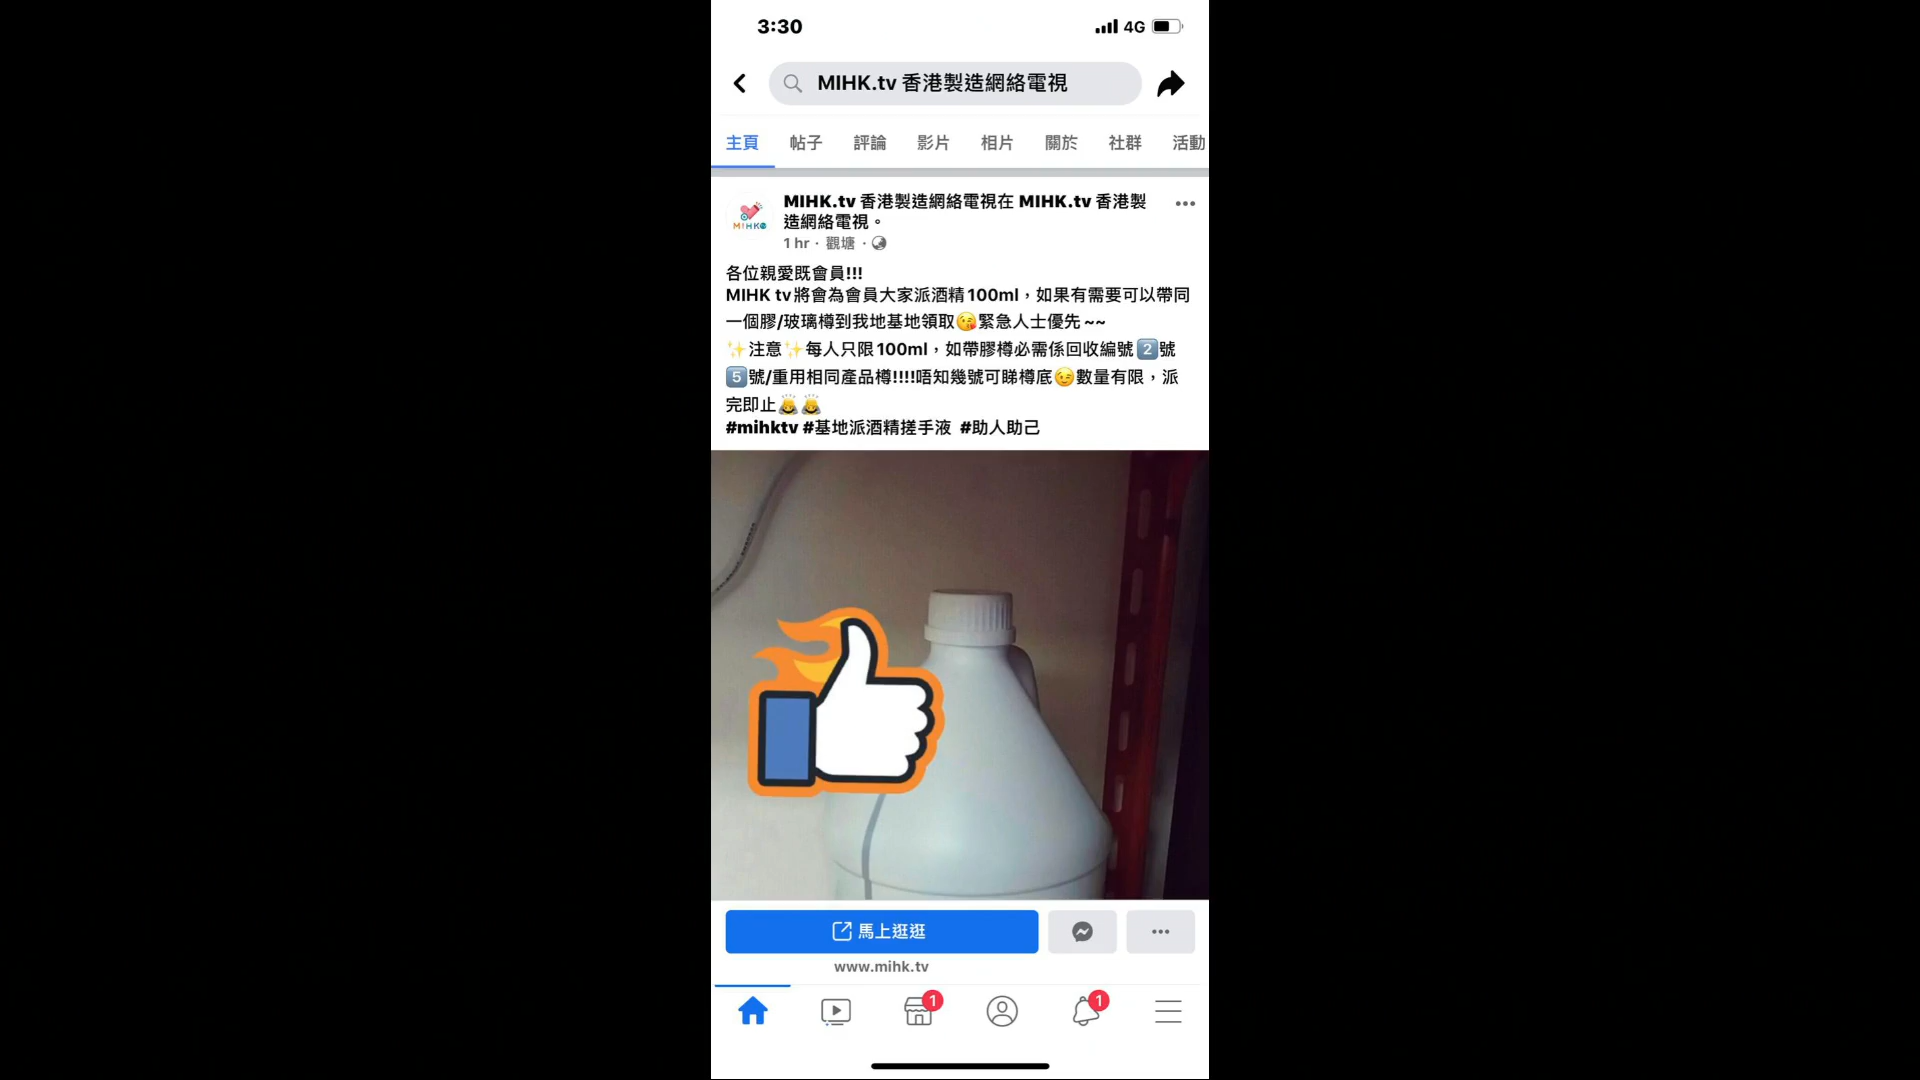 3:30
4G
MIHK.tv 香港製造網絡電視
主頁 帖子 評論 影片 相片 關於 社群 活動
MIHK.tv 香港製造網絡電視在 MIHK.tv 香港製
造網絡電視。
1 hr · 觀塘 ·
MIHK
各位親愛既會員!!!
MIHK tv將會為會員大家派酒精100ml，如果有需要可以帶同
一個膠/玻璃樽到我地基地領取😘緊急人士優先~~
✨注意✨每人只限100ml，如帶膠樽必需係回收編號2️⃣號
5️⃣號/重用相同產品樽!!!!唔知幾號可睇樽底😉數量有限，派
完即止🙇🙇
#mihktv #基地派酒精搓手液 #助人助己
馬上逛逛
www.mihk.tv
1
1